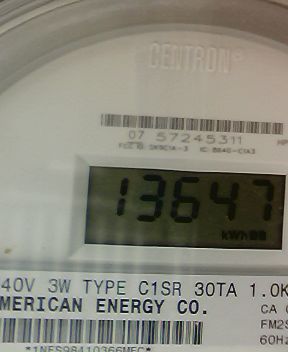 CENTRON®
07 57245311
13647
kWh
40V 3W TYPE C1SR 30TA 1.0K
MERICAN ENERGY CO.
CA
FM2S
60Hz